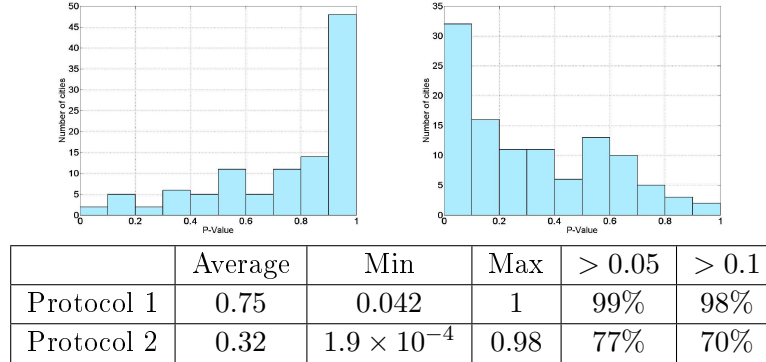 50
45
40
35
30
25
20
15
10
5
0
Number of cities
0 0.2 0.4 0.6 0.8 1
P-Value
35
30
25
20
15
10
5
0
Number of cities
0 0.2 0.4 0.6 0.8 1
P-Value
Average Min Max > 0.05 > 0.1
Protocol 1 0.75 0.042 1 99% 98%
Protocol 2 0.32 1.9 × 10⁻⁴ 0.98 77% 70%